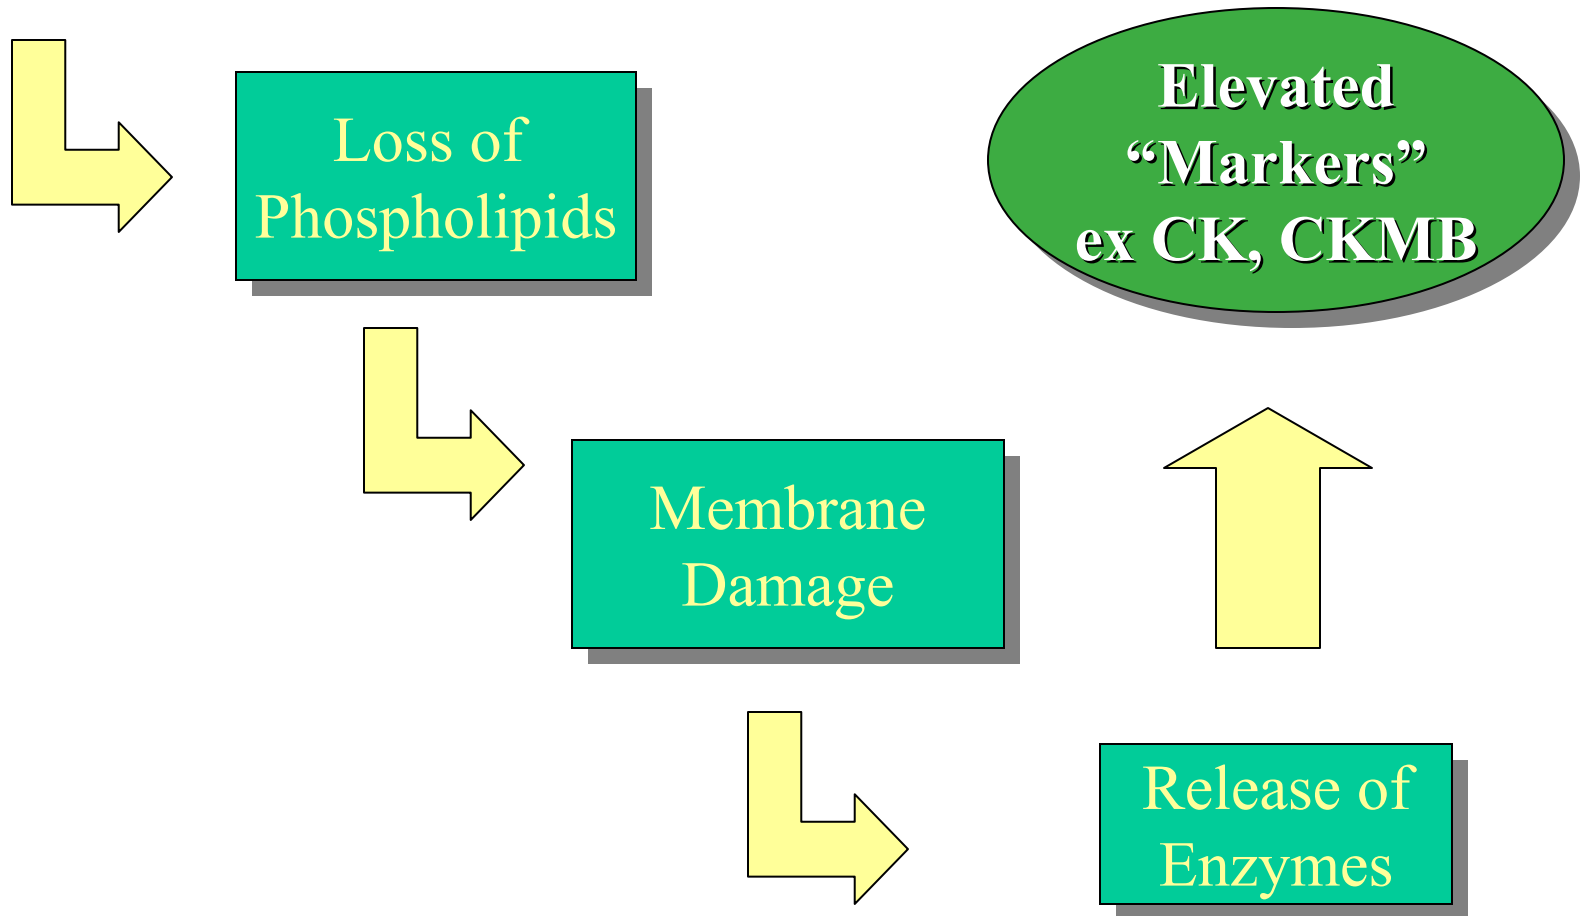 Loss of
Phospholipids
Elevated
“Markers”
ex CK, CKMB
Membrane
Damage
Release of
Enzymes